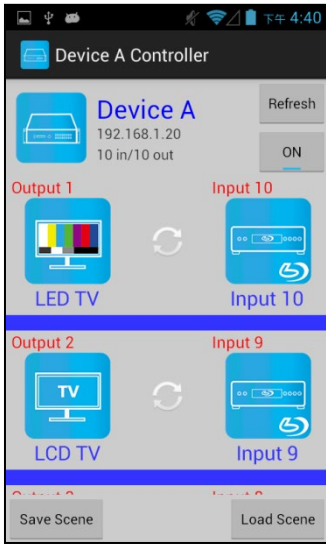 下午 4:40
Device A Controller
Device A
192.168.1.20
10 in/10 out
Refresh
ON
Output 1
Input 10
LED TV
Input 10
Output 2
Input 9
TV
LCD TV
Input 9
Save Scene
Load Scene